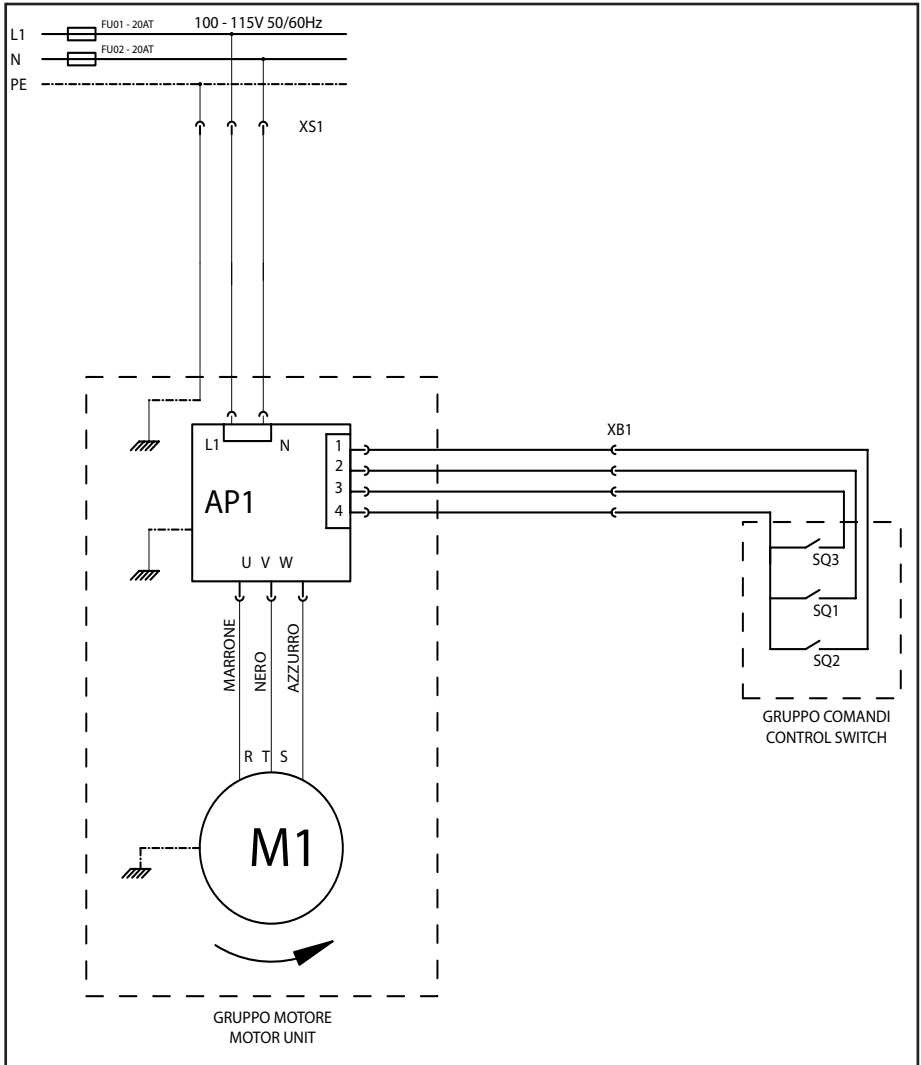 FU01 - 20AT
100 - 115V 50/60Hz
L1
FU02 - 20AT
N
PE
XS1
L1
N
AP1
1
2
3
4
XB1
U V W
MARRONE
NERO
AZZURRO
SQ3
SQ1
SQ2
GRUPPO COMANDI
CONTROL SWITCH
R T S
M1
GRUPPO MOTORE
MOTOR UNIT